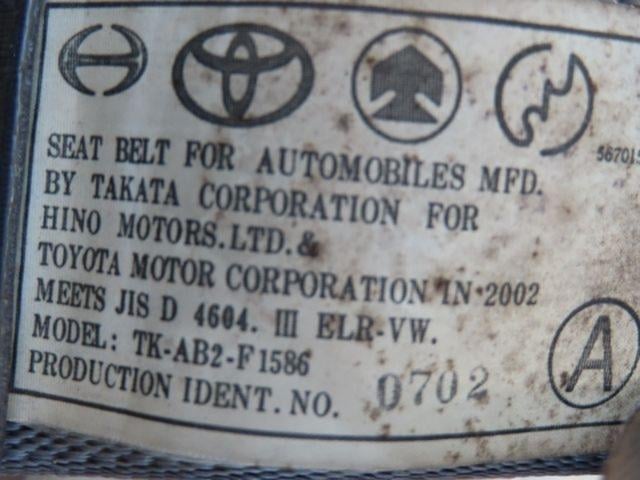 567015
SEAT BELT FOR AUTOMOBILES MFD.
BY TAKATA CORPORATION FOR
HINO MOTORS.LTD.&
TOYOTA MOTOR CORPORATION IN 2002
MEETS JIS D 4604. III ELR-VW.
MODEL: TK-AB2-F1586
PRODUCTION IDENT. NO. 0702
A